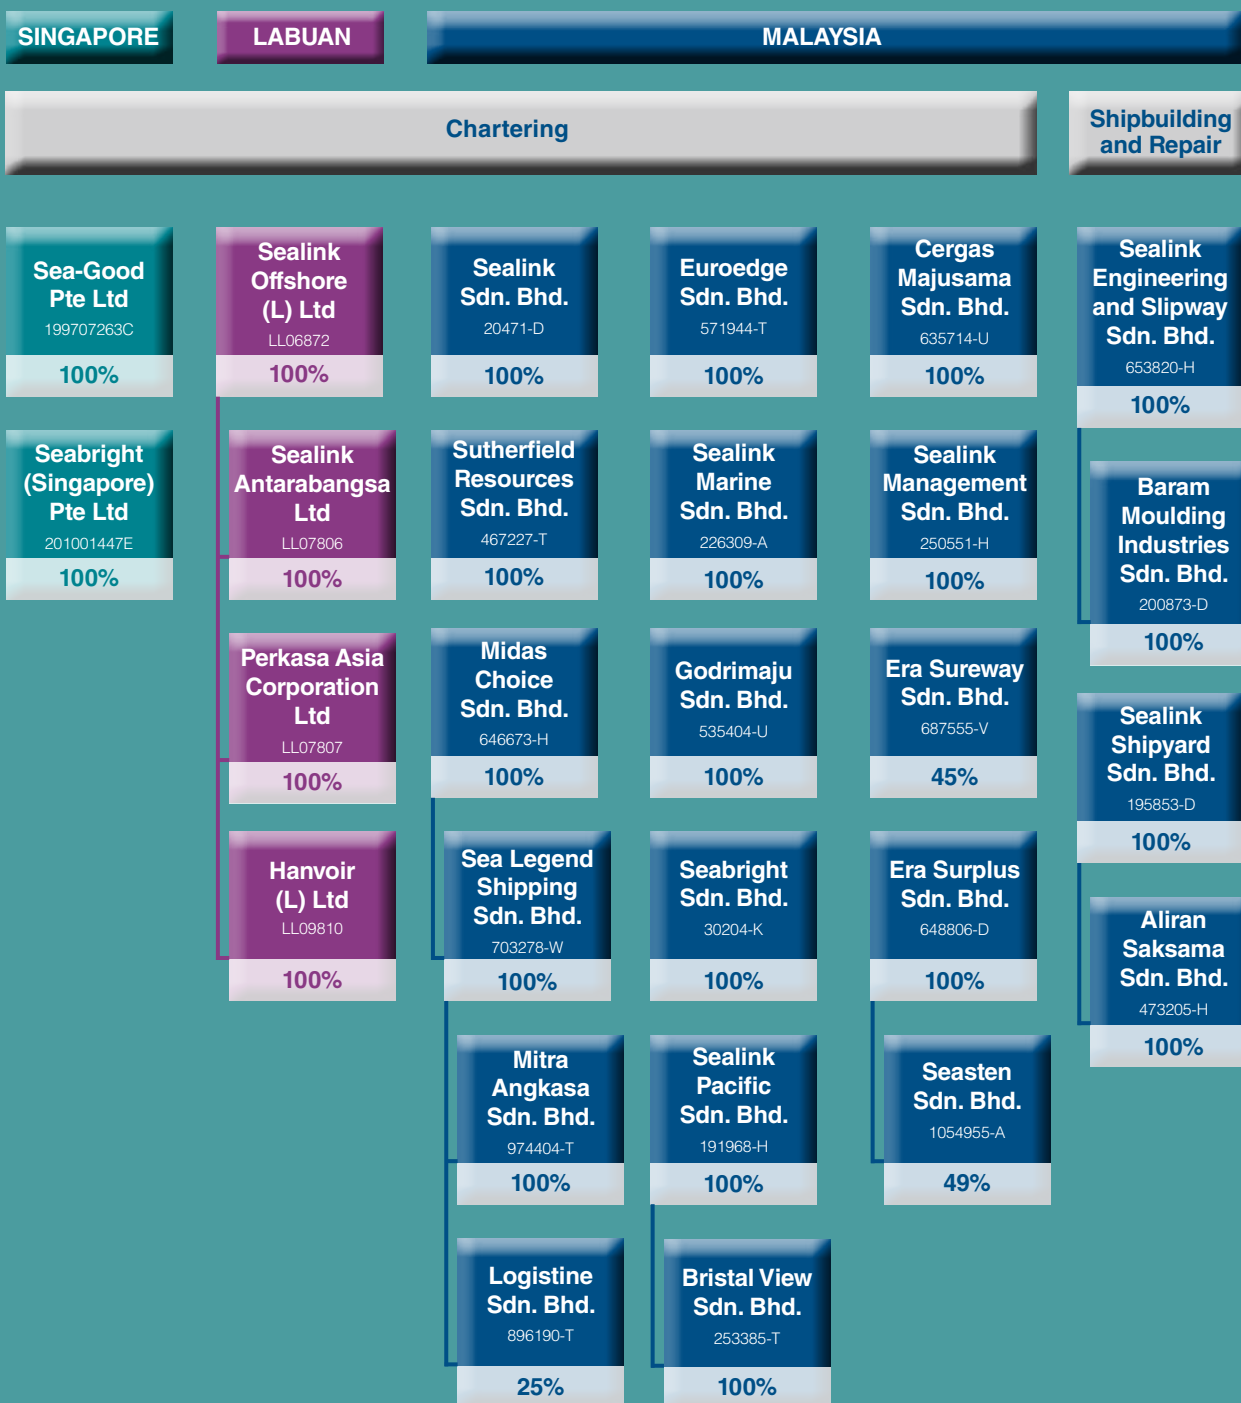 SINGAPORE
LABUAN
MALAYSIA
Chartering
Shipbuilding
and Repair
Sea-Good
Pte Ltd
199707263C
100%
Seabright
(Singapore)
Pte Ltd
201001447E
100%
Sealink
Offshore
(L) Ltd
LL06872
100%
Sealink
Antarabangsa
Ltd
LL07806
100%
Perkasa Asia
Corporation
Ltd
LL07807
100%
Hanvoir
(L) Ltd
LL09810
100%
Sealink
Sdn. Bhd.
20471-D
100%
Sutherfield
Resources
Sdn. Bhd.
467227-T
100%
Midas
Choice
Sdn. Bhd.
646673-H
100%
Sea Legend
Shipping
Sdn. Bhd.
703278-W
100%
Mitra
Angkasa
Sdn. Bhd.
974404-T
100%
Logistine
Sdn. Bhd.
896190-T
25%
Euroedge
Sdn. Bhd.
571944-T
100%
Sealink
Marine
Sdn. Bhd.
226309-A
100%
Godrimaju
Sdn. Bhd.
535404-U
100%
Seabright
Sdn. Bhd.
30204-K
100%
Sealink
Pacific
Sdn. Bhd.
191968-H
100%
Bristal View
Sdn. Bhd.
253385-T
100%
Cergas
Majusama
Sdn. Bhd.
635714-U
100%
Sealink
Management
Sdn. Bhd.
250551-H
100%
Era Sureway
Sdn. Bhd.
687555-V
45%
Era Surplus
Sdn. Bhd.
648806-D
100%
Seasten
Sdn. Bhd.
1054955-A
49%
Sealink
Engineering
and Slipway
Sdn. Bhd.
653820-H
100%
Baram
Moulding
Industries
Sdn. Bhd.
200873-D
100%
Sealink
Shipyard
Sdn. Bhd.
195853-D
100%
Aliran
Saksama
Sdn. Bhd.
473205-H
100%